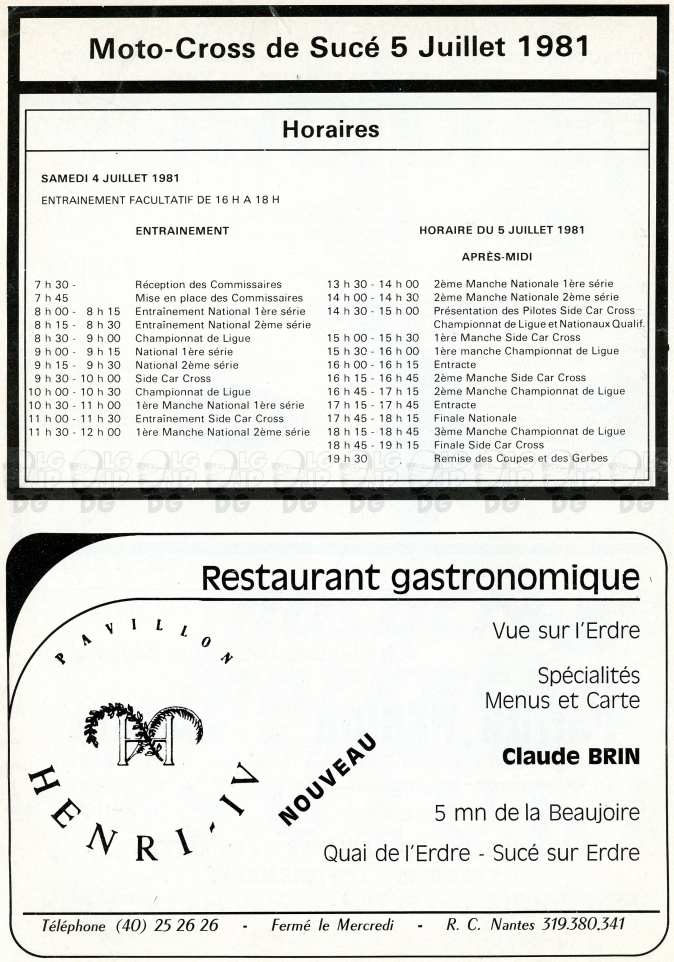 Moto-Cross de Sucé 5 Juillet 1981
Horaires
SAMEDI 4 JUILLET 1981
ENTRAINEMENT FACULTATIF DE 16 H A 18 H
ENTRAINEMENT
7 h 30 - Réception des Commissaires
7 h 45 Mise en place des Commissaires
8 h 00 - 8 h 15 Entraînement National 1ère série
8 h 15 - 8 h 30 Entraînement National 2ème série
8 h 30 - 9 h 00 Championnat de Ligue
9 h 00 - 9 h 15 National 1ère série
9 h 15 - 9 h 30 National 2ème série
9 h 30 - 10 h 00 Side Car Cross
10 h 00 - 10 h 30 Championnat de Ligue
10 h 30 - 11 h 00 1ère Manche National 1ère série
11 h 00 - 11 h 30 Entraînement Side Car Cross
11 h 30 - 12 h 00 1ère Manche National 2ème série
HORAIRE DU 5 JUILLET 1981
APRÈS-MIDI
13 h 30 - 14 h 00 2ème Manche Nationale 1ère série
14 h 00 - 14 h 30 2ème Manche Nationale 2ème série
14 h 30 - 15 h 00 Présentation des Pilotes Side Car Cross -
Championnat de Ligue et Nationaux Qualif.
15 h 00 - 15 h 30 1ère Manche Side Car Cross
15 h 30 - 16 h 00 1ère manche Championnat de Ligue
16 h 00 - 16 h 15 Entracte
16 h 15 - 16 h 45 2ème Manche Side Car Cross
16 h 45 - 17 h 15 2ème Manche Championnat de Ligue
17 h 15 - 17 h 45 Entracte
17 h 45 - 18 h 15 Finale Nationale
18 h 15 - 18 h 45 3ème Manche Championnat de Ligue
18 h 45 - 19 h 15 Finale Side Car Cross
19 h 30 Remise des Coupes et des Gerbes
Restaurant gastronomique
PAVILLON
HENRI-IV
NOUVEAU
Vue sur l'Erdre
Spécialités
Menus et Carte
Claude BRIN
5 mn de la Beaujoire
Quai de l'Erdre - Sucé sur Erdre
Téléphone (40) 25 26 26 - Fermé le Mercredi - R. C. Nantes 319.380.341